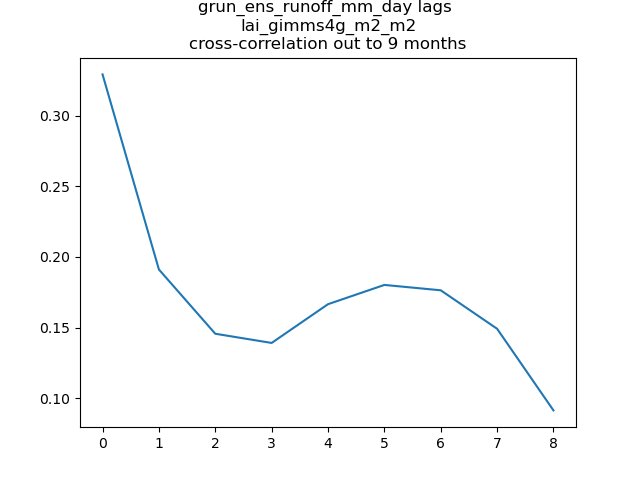 grun_ens_runoff_mm_day lags
lai_gimms4g_m2_m2
cross-correlation out to 9 months
0.30
0.25
0.20
0.15
0.10
0 1 2 3 4 5 6 7 8